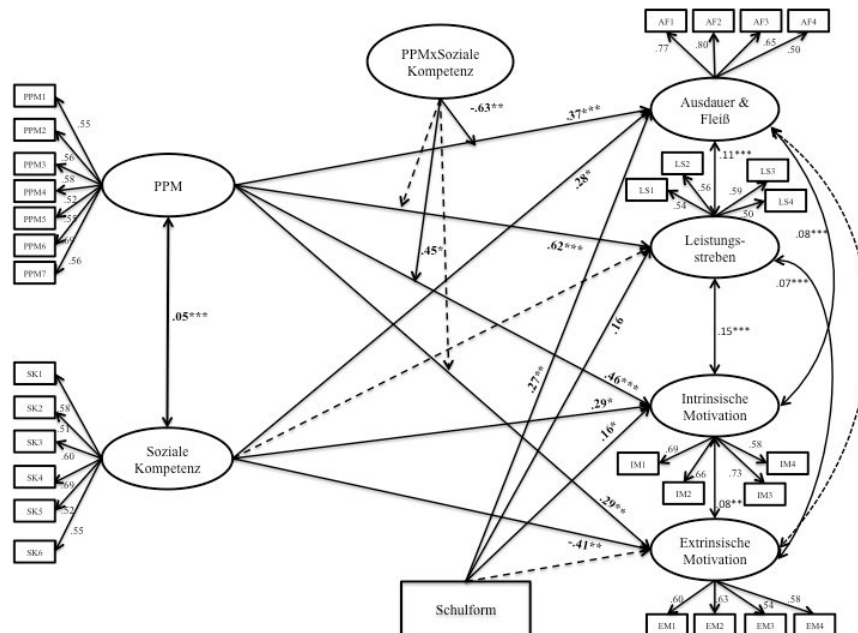 AF1 AF2 AF3 AF4
.77 .80 .65 .50
PPMxSoziale
Kompetenz
Ausdauer &
Fleiß
PPM1
PPM2
PPM3
PPM4
PPM5
PPM6
PPM7
.55
.56
.58
.52
.55
.69
.56
PPM
-.63**
.37***
.28*
.62***
.45*
.11***
LS1
LS2
LS3
LS4
.54
.56
.59
.50
Leistungs-
streben
.08***
.07***
.05***
.16
.15***
.27**
.46***
.29*
.16*
Intrinsische
Motivation
SK1
SK2
SK3
SK4
SK5
SK6
.58
.51
.60
.69
.52
.55
Soziale
Kompetenz
.69
.66
.73
.58
IM1
IM2
IM3
IM4
.08**
.29**
-.41**
Extrinsische
Motivation
Schulform
.60 .63 .54 .58
EM1 EM2 EM3 EM4